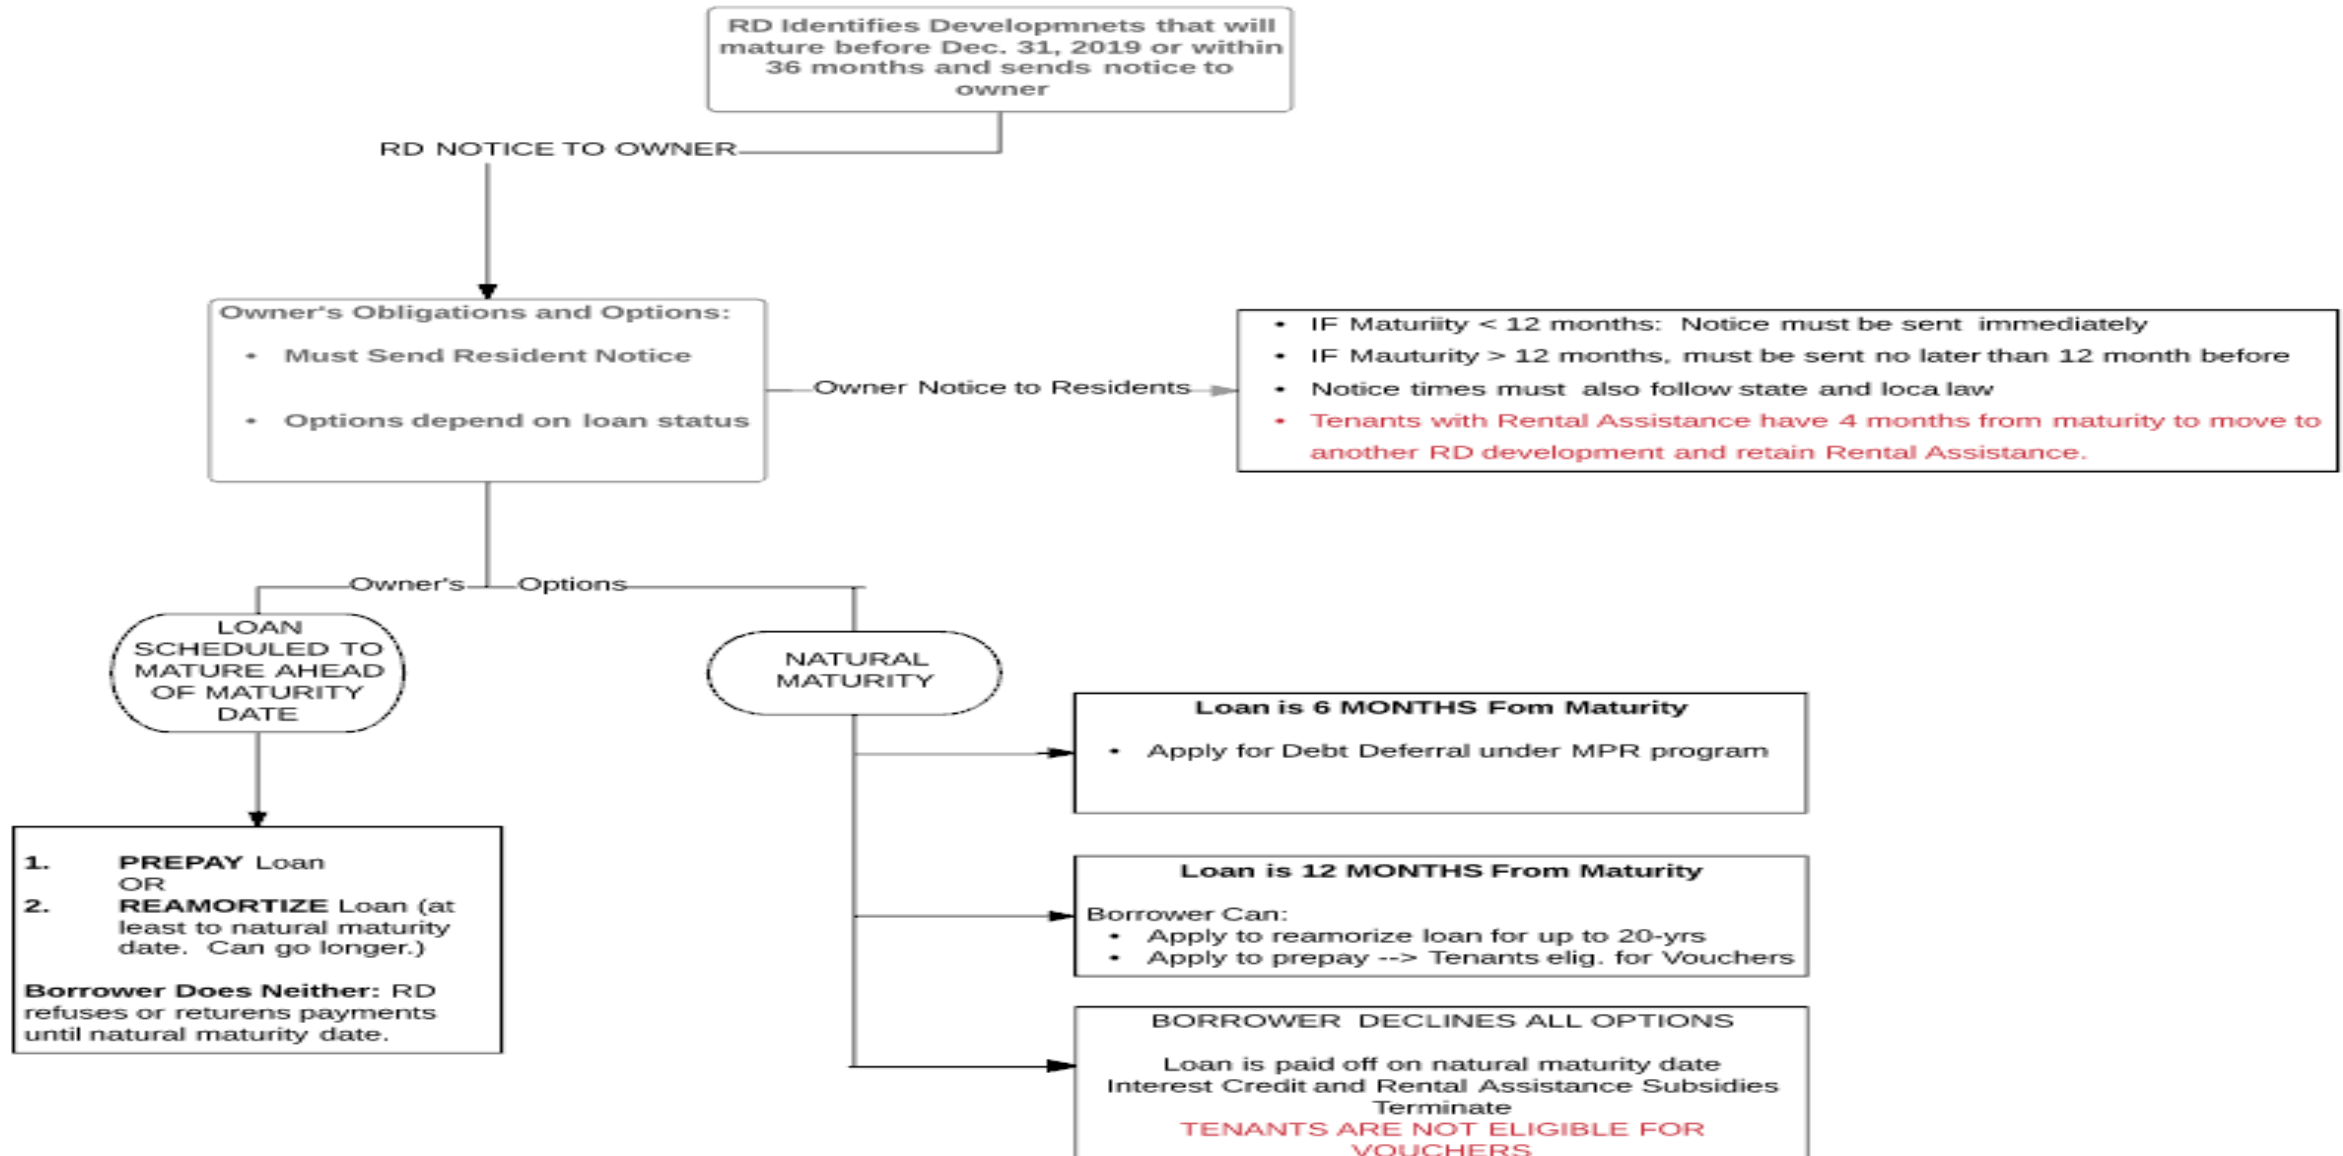 RD Identifies Developmnets that will
mature before Dec. 31, 2019 or within
36 months and sends notice to
owner
RD NOTICE TO OWNER
Owner's Obligations and Options:
• Must Send Resident Notice
• Options depend on loan status
Owner Notice to Residents
• IF Maturiity < 12 months: Notice must be sent immediately
• IF Mauturity > 12 months, must be sent no later than 12 month before
• Notice times must also follow state and loca law
• Tenants with Rental Assistance have 4 months from maturity to move to
another RD development and retain Rental Assistance.
Owner's Options
LOAN
SCHEDULED TO
MATURE AHEAD
OF MATURITY
DATE
NATURAL
MATURITY
1. PREPAY Loan
OR
2. REAMORTIZE Loan (at
least to natural maturity
date. Can go longer.)
Borrower Does Neither: RD
refuses or returens payments
until natural maturity date.
Loan is 6 MONTHS Fom Maturity
• Apply for Debt Deferral under MPR program
Loan is 12 MONTHS From Maturity
Borrower Can:
• Apply to reamorize loan for up to 20-yrs
• Apply to prepay --> Tenants elig. for Vouchers
BORROWER DECLINES ALL OPTIONS
Loan is paid off on natural maturity date
Interest Credit and Rental Assistance Subsidies
Terminate
TENANTS ARE NOT ELIGIBLE FOR
VOUCHERS